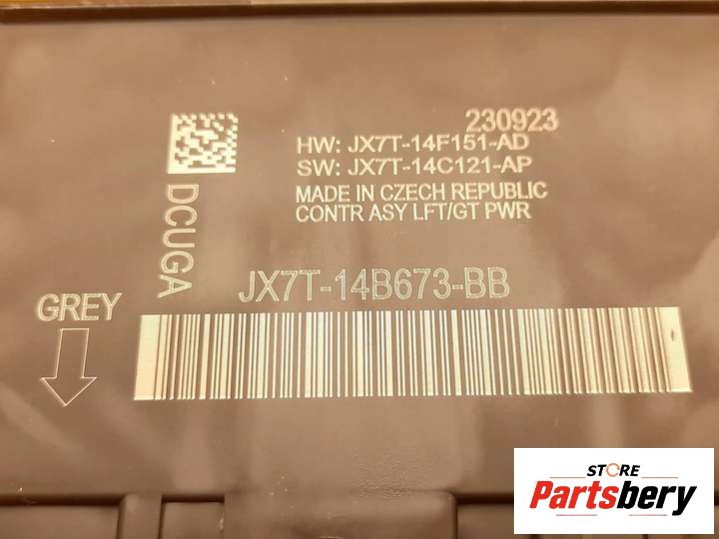 230923
HW: JX7T-14F151-AD
SW: JX7T-14C121-AP
MADE IN CZECH REPUBLIC
CONTR ASY LFT/GT PWR
DCUGA
JX7T-14B673-BB
GREY
STORE
Partsbery